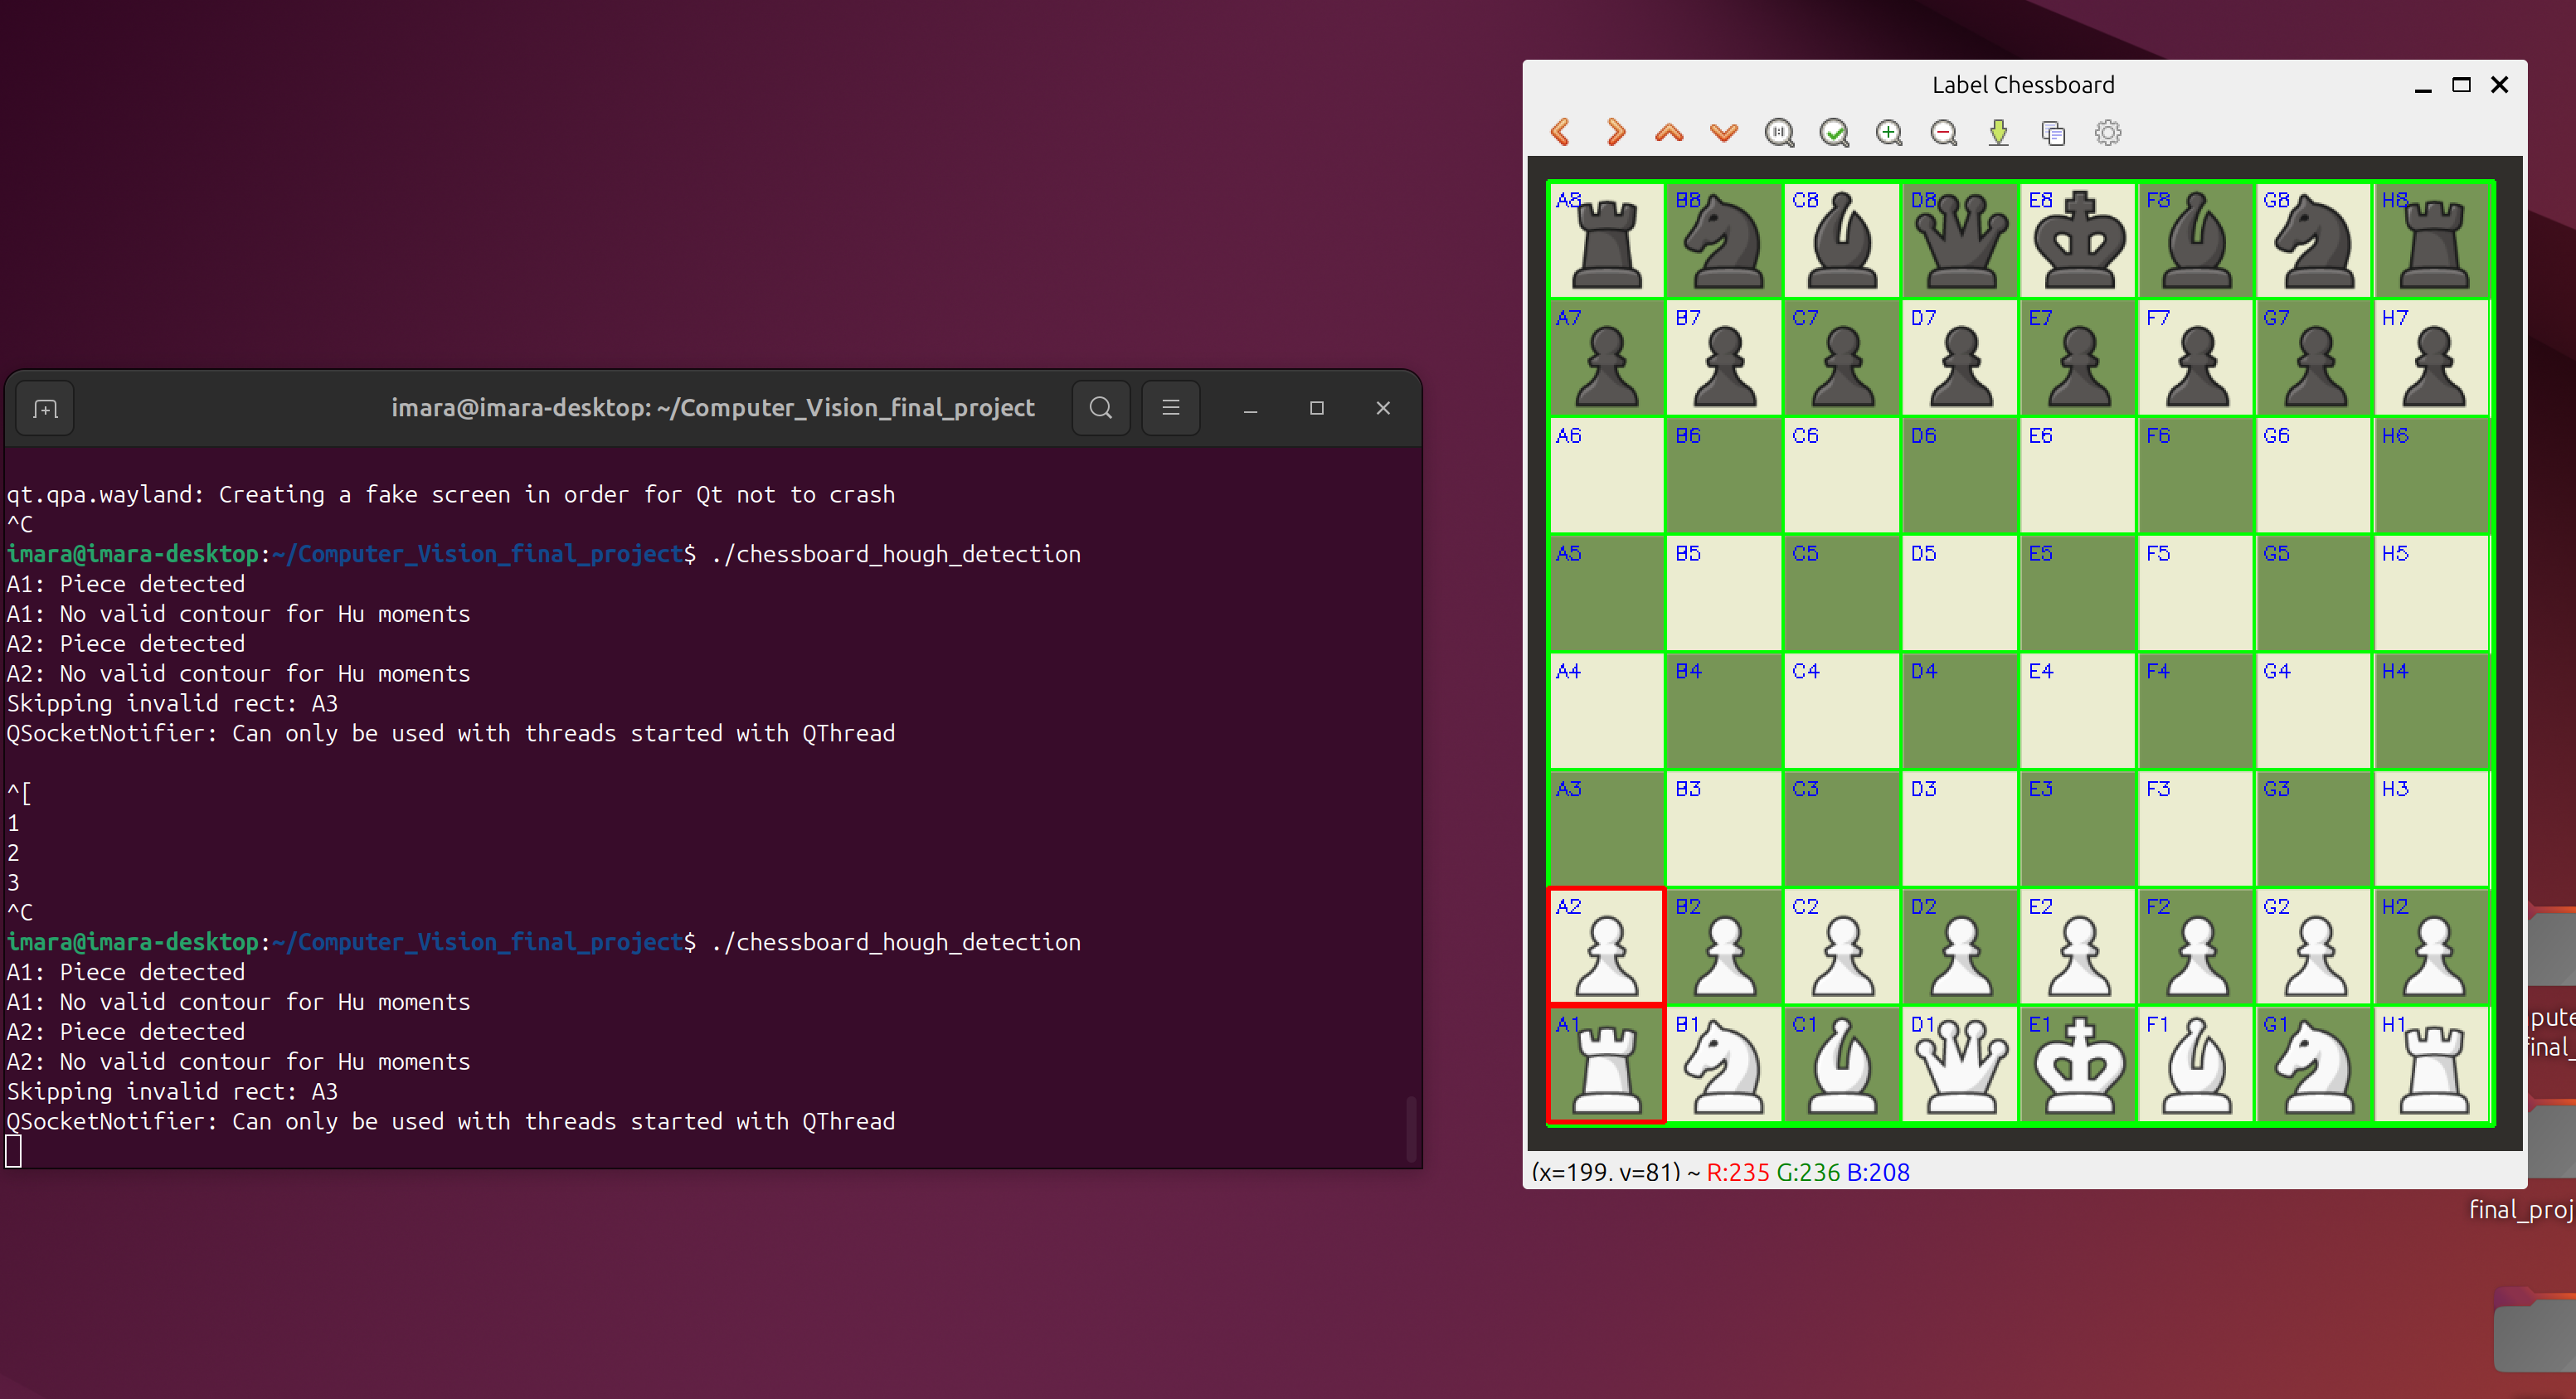 imara@imara-desktop: ~/Computer_Vision_final_project
qt.qpa.wayland: Creating a fake screen in order for Qt not to crash
^C
imara@imara-desktop:~/Computer_Vision_final_project$ ./chessboard_hough_detection
A1: Piece detected
A1: No valid contour for Hu moments
A2: Piece detected
A2: No valid contour for Hu moments
Skipping invalid rect: A3
QSocketNotifier: Can only be used with threads started with QThread
^[
1
2
3
^C
imara@imara-desktop:~/Computer_Vision_final_project$ ./chessboard_hough_detection
A1: Piece detected
A1: No valid contour for Hu moments
A2: Piece detected
A2: No valid contour for Hu moments
Skipping invalid rect: A3
QSocketNotifier: Can only be used with threads started with QThread
Label Chessboard
A8 B8 C8 D8 E8 F8 G8 H8
A7 B7 C7 D7 E7 F7 G7 H7
A6 B6 C6 D6 E6 F6 G6 H6
A5 B5 C5 D5 E5 F5 G5 H5
A4 B4 C4 D4 E4 F4 G4 H4
A3 B3 C3 D3 E3 F3 G3 H3
A2 B2 C2 D2 E2 F2 G2 H2
A1 B1 C1 D1 E1 F1 G1 H1
(x=199, y=81) ~ R:235 G:236 B:208
pute
final_
final_proj